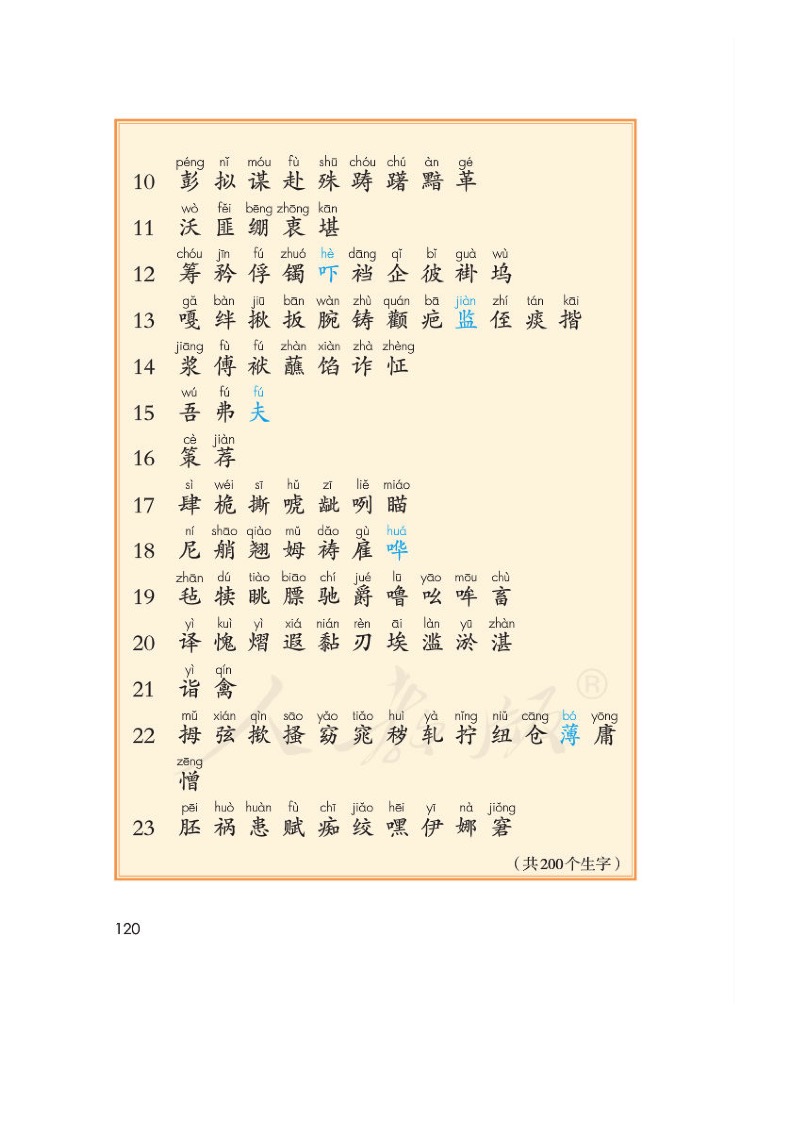 péng nǐ móu fù shū chóu chú àn gé
10 彭 拟 谋 赴 殊 踌 躇 黯 革
wò fěi bēng zhōng kān
11 沃 匪 绷 衷 堪
chóu jīn fú zhuó hè dāng qǐ bǐ guà wù
12 筹 矜 俘 镯 吓 裆 企 彼 褂 坞
gǎ bàn jiū bān wàn zhù quán bā jiàn zhí tán kāi
13 嘎 绊 揪 扳 腕 铸 颧 疤 监 侄 痰 揩
jiāng fù fú zhàn xiàn zhà zhèng
14 浆 傅 袱 蘸 馅 诈 怔
wú fú fú
15 吾 弗 夫
cè jiàn
16 策 荐
sì wéi sī hǔ zī liě miáo
17 肆 桅 撕 唬 龇 咧 瞄
ní shāo qiào mǔ dǎo gù huá
18 尼 艄 翘 姆 祷 雇 哗
zhān dú tiào biāo chí jué lū yāo mōu chù
19 毡 犊 眺 膘 驰 爵 噜 吆 哞 畜
yì kuì yì xiá nián rèn āi làn yū zhàn
20 译 愧 熠 遐 黏 刃 埃 滥 淤 湛
yì qín
21 诣 禽
mǔ xián qìn sāo yǎo tiǎo huì yà nǐng niǔ cāng bó yōng
22 拇 弦 揿 搔 窈 窕 秽 轧 拧 纽 仓 薄 庸
zēng
憎
pēi huò huàn fù chī jiǎo hēi yī nà jiǒng
23 胚 祸 患 赋 痴 绞 嘿 伊 娜 窘
人教版®
（共200个生字）
120